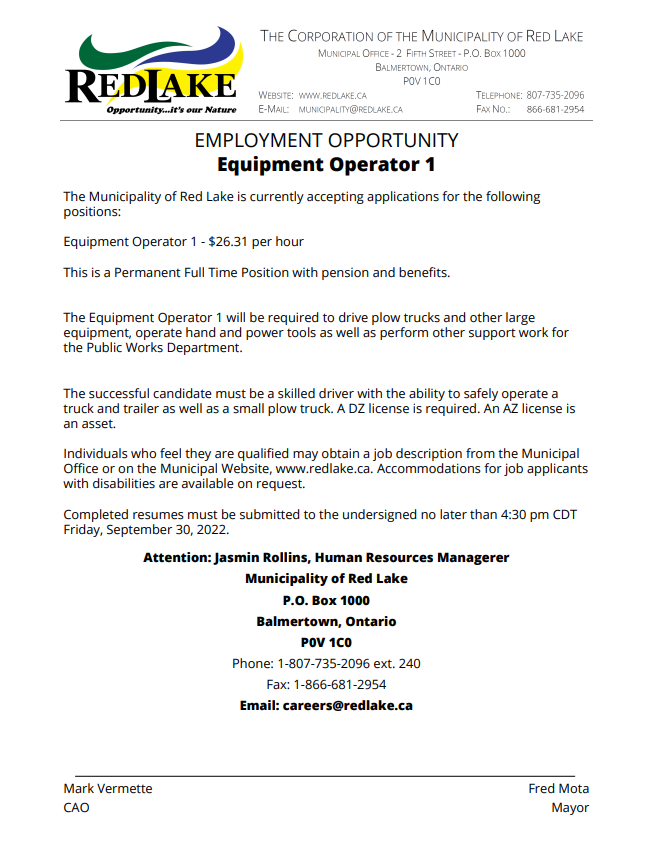 REDLAKE
Opportunity...it's our Nature
THE CORPORATION OF THE MUNICIPALITY OF RED LAKE
MUNICIPAL OFFICE - 2 FIFTH STREET - P.O. BOX 1000
BALMERTOWN, ONTARIO
P0V 1C0
WEBSITE: WWW.REDLAKE.CA TELEPHONE: 807-735-2096
E-MAIL: MUNICIPALITY@REDLAKE.CA FAX NO.: 866-681-2954
EMPLOYMENT OPPORTUNITY
Equipment Operator 1
The Municipality of Red Lake is currently accepting applications for the following
positions:
Equipment Operator 1 - $26.31 per hour
This is a Permanent Full Time Position with pension and benefits.
The Equipment Operator 1 will be required to drive plow trucks and other large
equipment, operate hand and power tools as well as perform other support work for
the Public Works Department.
The successful candidate must be a skilled driver with the ability to safely operate a
truck and trailer as well as a small plow truck. A DZ license is required. An AZ license is
an asset.
Individuals who feel they are qualified may obtain a job description from the Municipal
Office or on the Municipal Website, www.redlake.ca. Accommodations for job applicants
with disabilities are available on request.
Completed resumes must be submitted to the undersigned no later than 4:30 pm CDT
Friday, September 30, 2022.
Attention: Jasmin Rollins, Human Resources Managerer
Municipality of Red Lake
P.O. Box 1000
Balmertown, Ontario
P0V 1C0
Phone: 1-807-735-2096 ext. 240
Fax: 1-866-681-2954
Email: careers@redlake.ca
Mark Vermette Fred Mota
CAO Mayor